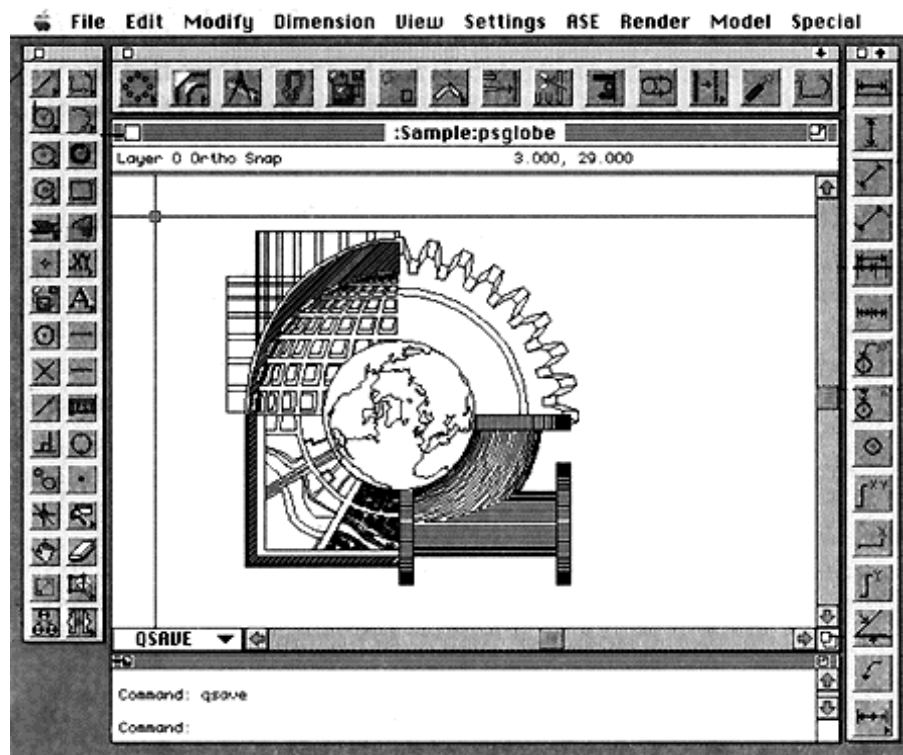 File Edit Modify Dimension View Settings ASE Render Model Special
:Sample:psglobe
Layer 0 Ortho Snap 3.000, 29.000
QSAVE
Command: qsave
Command: